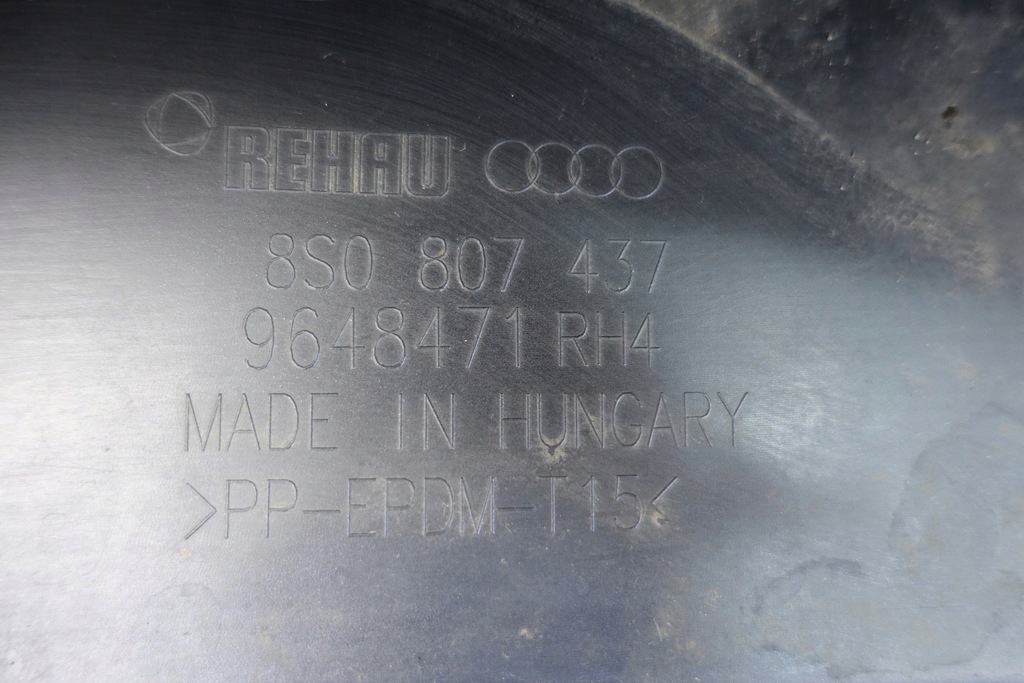 REHAU
8S0 807 437
9648471 RH4
MADE IN HUNGARY
>PP-EPDM-T15<